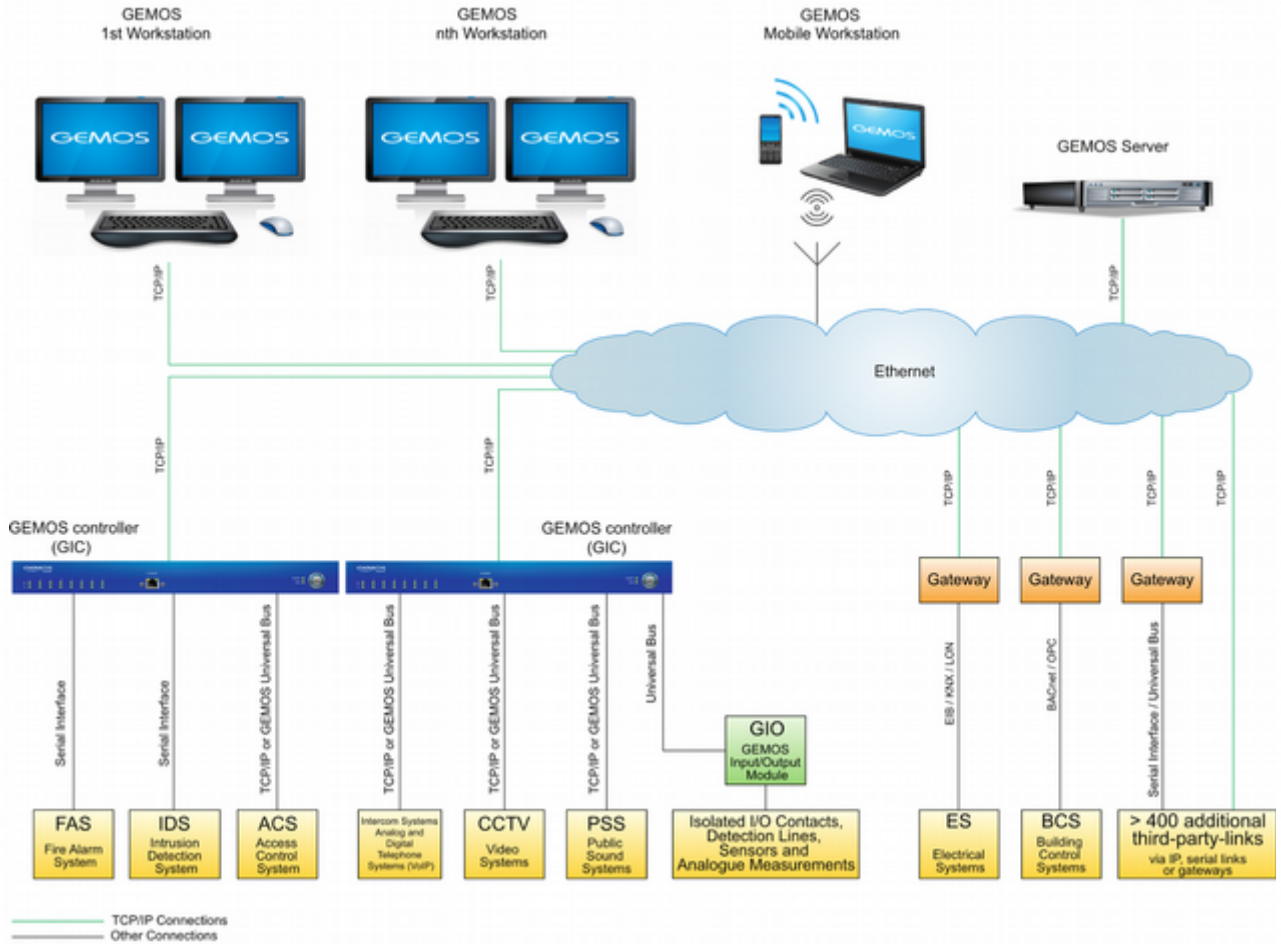 GEMOS
1st Workstation
GEMOS
nth Workstation
GEMOS
Mobile Workstation
GEMOS Server
GEMOS
GEMOS
GEMOS
GEMOS
GEMOS
TCP/IP
TCP/IP
TCP/IP
Ethernet
TCP/IP
TCP/IP
TCP/IP
TCP/IP
TCP/IP
TCP/IP
GEMOS controller
(GIC)
GEMOS controller
(GIC)
GEMOS
GEMOS
Gateway
Gateway
Gateway
Serial Interface
Serial Interface
TCP/IP or GEMOS Universal Bus
TCP/IP or GEMOS Universal Bus
TCP/IP or GEMOS Universal Bus
TCP/IP or GEMOS Universal Bus
Universal Bus
EIB / KNX / LON
BACnet / OPC
Serial Interface / Universal Bus
GIO
GEMOS
Input/Output
Module
FAS
Fire Alarm
System
IDS
Intrusion
Detection
System
ACS
Access
Control
System
Intercom Systems
Analog and
Digital
Telephone
Systems (VoIP)
CCTV
Video
Systems
PSS
Public
Sound
Systems
Isolated I/O Contacts,
Detection Lines,
Sensors and
Analogue Measurements
ES
Electrical
Systems
BCS
Building
Control
Systems
> 400 additional
third-party-links
via IP, serial links
or gateways
TCP/IP Connections
Other Connections